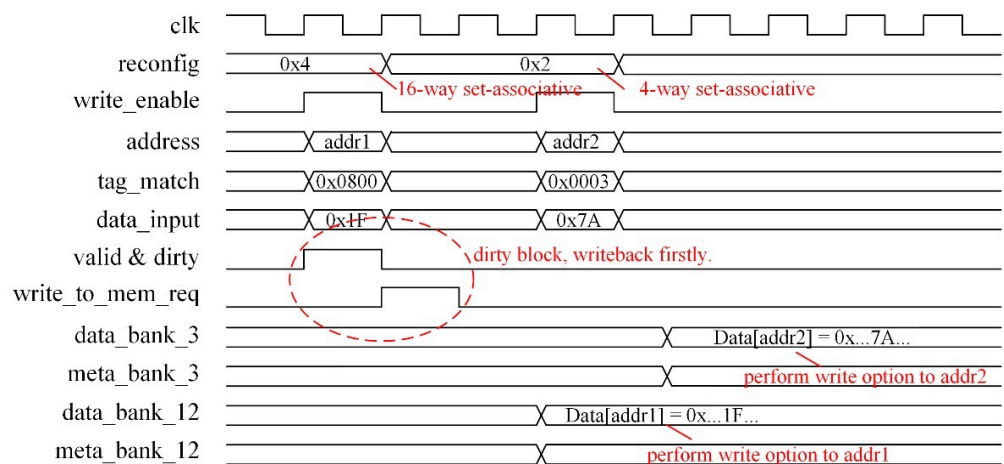 clk
reconfig 0x4 0x2
16-way set-associative 4-way set-associative
write_enable
address addr1 addr2
tag_match 0x0800 0x0003
data_input 0x1F 0x7A
valid & dirty dirty block, writeback firstly.
write_to_mem_req
data_bank_3 Data[addr2] = 0x...7A...
meta_bank_3 perform write option to addr2
data_bank_12 Data[addr1] = 0x...1F...
meta_bank_12 perform write option to addr1